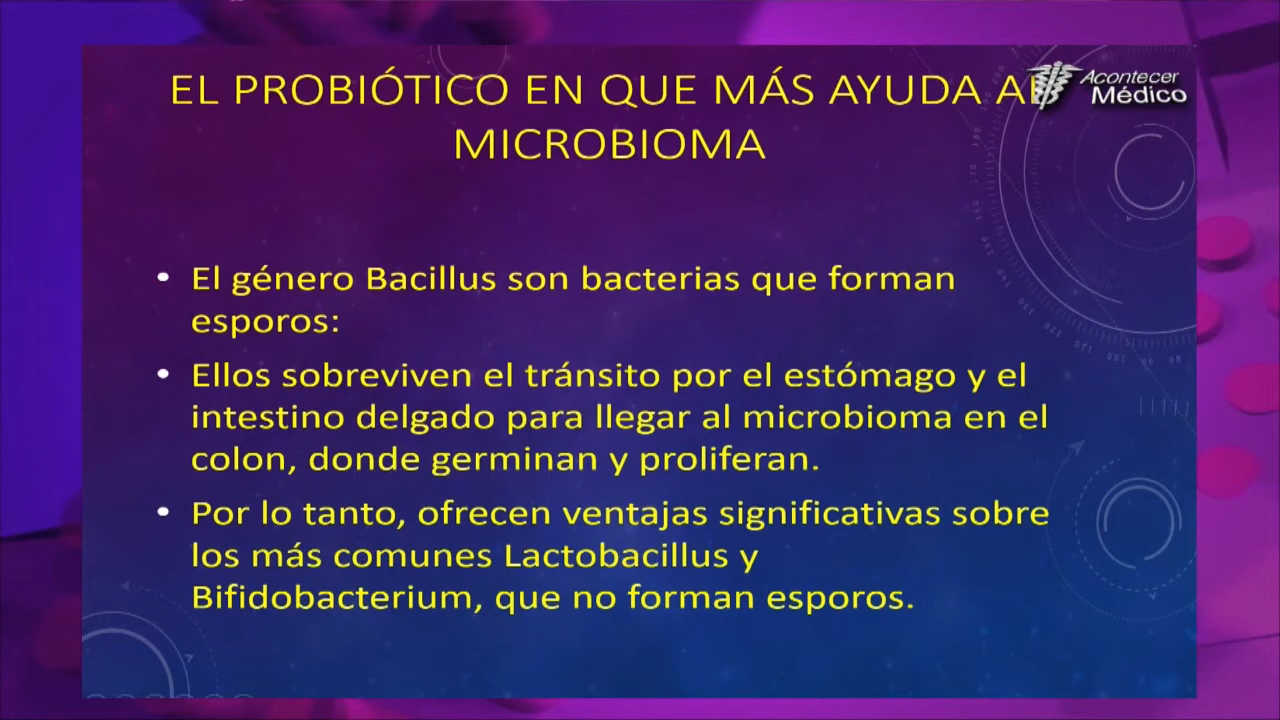 EL PROBIÓTICO EN QUE MÁS AYUDA
MICROBIOMA
Acontecer
Médico
• El género Bacillus son bacterias que forman
esporos:
• Ellos sobreviven el tránsito por el estómago y el
intestino delgado para llegar al microbioma en el
colon, donde germinan y proliferan.
• Por lo tanto, ofrecen ventajas significativas sobre
los más comunes Lactobacillus y
Bifidobacterium, que no forman esporos.